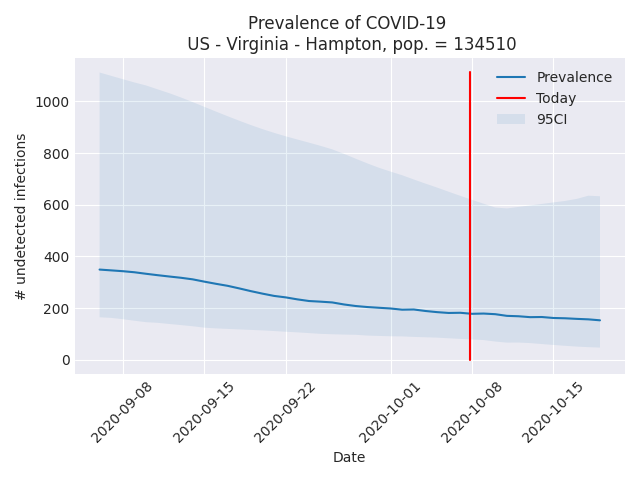 Prevalence of COVID-19
US - Virginia - Hampton, pop. = 134510
Prevalence
Today
95CI
# undetected infections
1000
800
600
400
200
0
2020-09-08
2020-09-15
2020-09-22
2020-10-01
2020-10-08
2020-10-15
Date